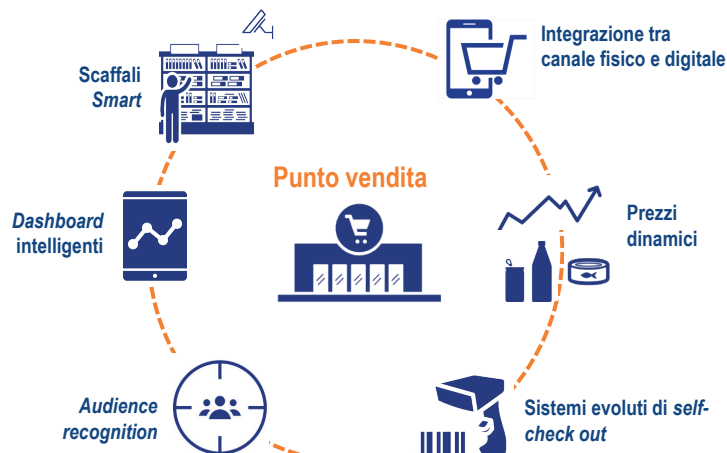 Scaffali
Smart
Integrazione tra
canale fisico e digitale
Punto vendita
Dashboard
intelligenti
Prezzi
dinamici
Audience
recognition
Sistemi evoluti di self-
check out